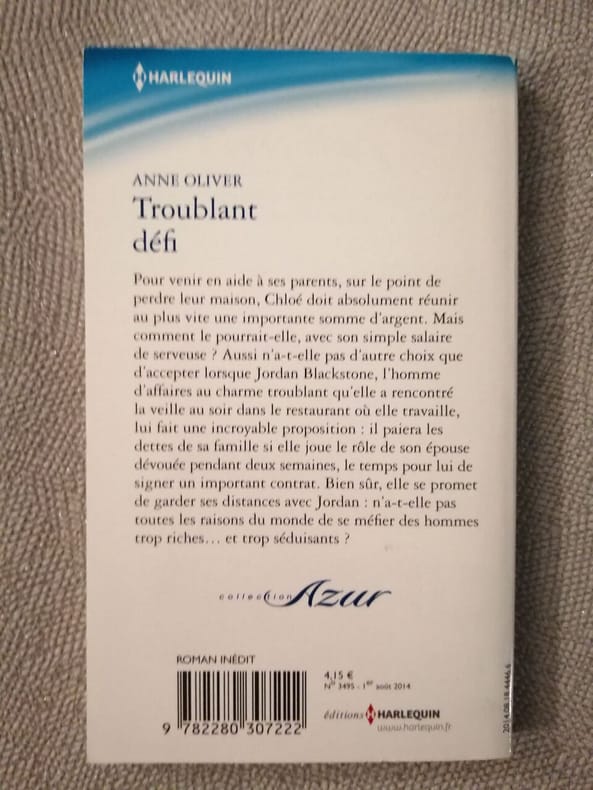 HARLEQUIN
ANNE OLIVER
Troublant
défi
Pour venir en aide à ses parents, sur le point de
perdre leur maison, Chloé doit absolument réunir
au plus vite une importante somme d'argent. Mais
comment le pourrait-elle, avec son simple salaire
de serveuse ? Aussi n'a-t-elle pas d'autre choix que
d'accepter lorsque Jordan Blackstone, l'homme
d'affaires au charme troublant qu'elle a rencontré
la veille au soir dans le restaurant où elle travaille,
lui fait une incroyable proposition : il paiera les
dettes de sa famille si elle joue le rôle de son épouse
dévouée pendant deux semaines, le temps pour lui de
signer un important contrat. Bien sûr, elle se promet
de garder ses distances avec Jordan : n'a-t-elle pas
toutes les raisons du monde de se méfier des hommes
trop riches… et trop séduisants ?
collection Azur
ROMAN INÉDIT
4,15 €
N° 3495 - 1er août 2014
éditions HARLEQUIN
www.harlequin.fr
9 782280 307222
2014.08.18.4446.6